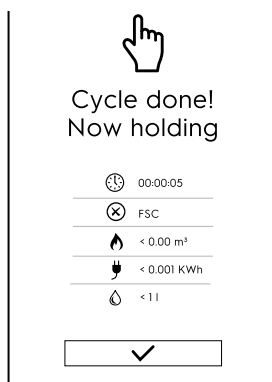 Cycle done!
Now holding
00:00:05
FSC
< 0.00 m³
< 0.001 KWh
< 1 l